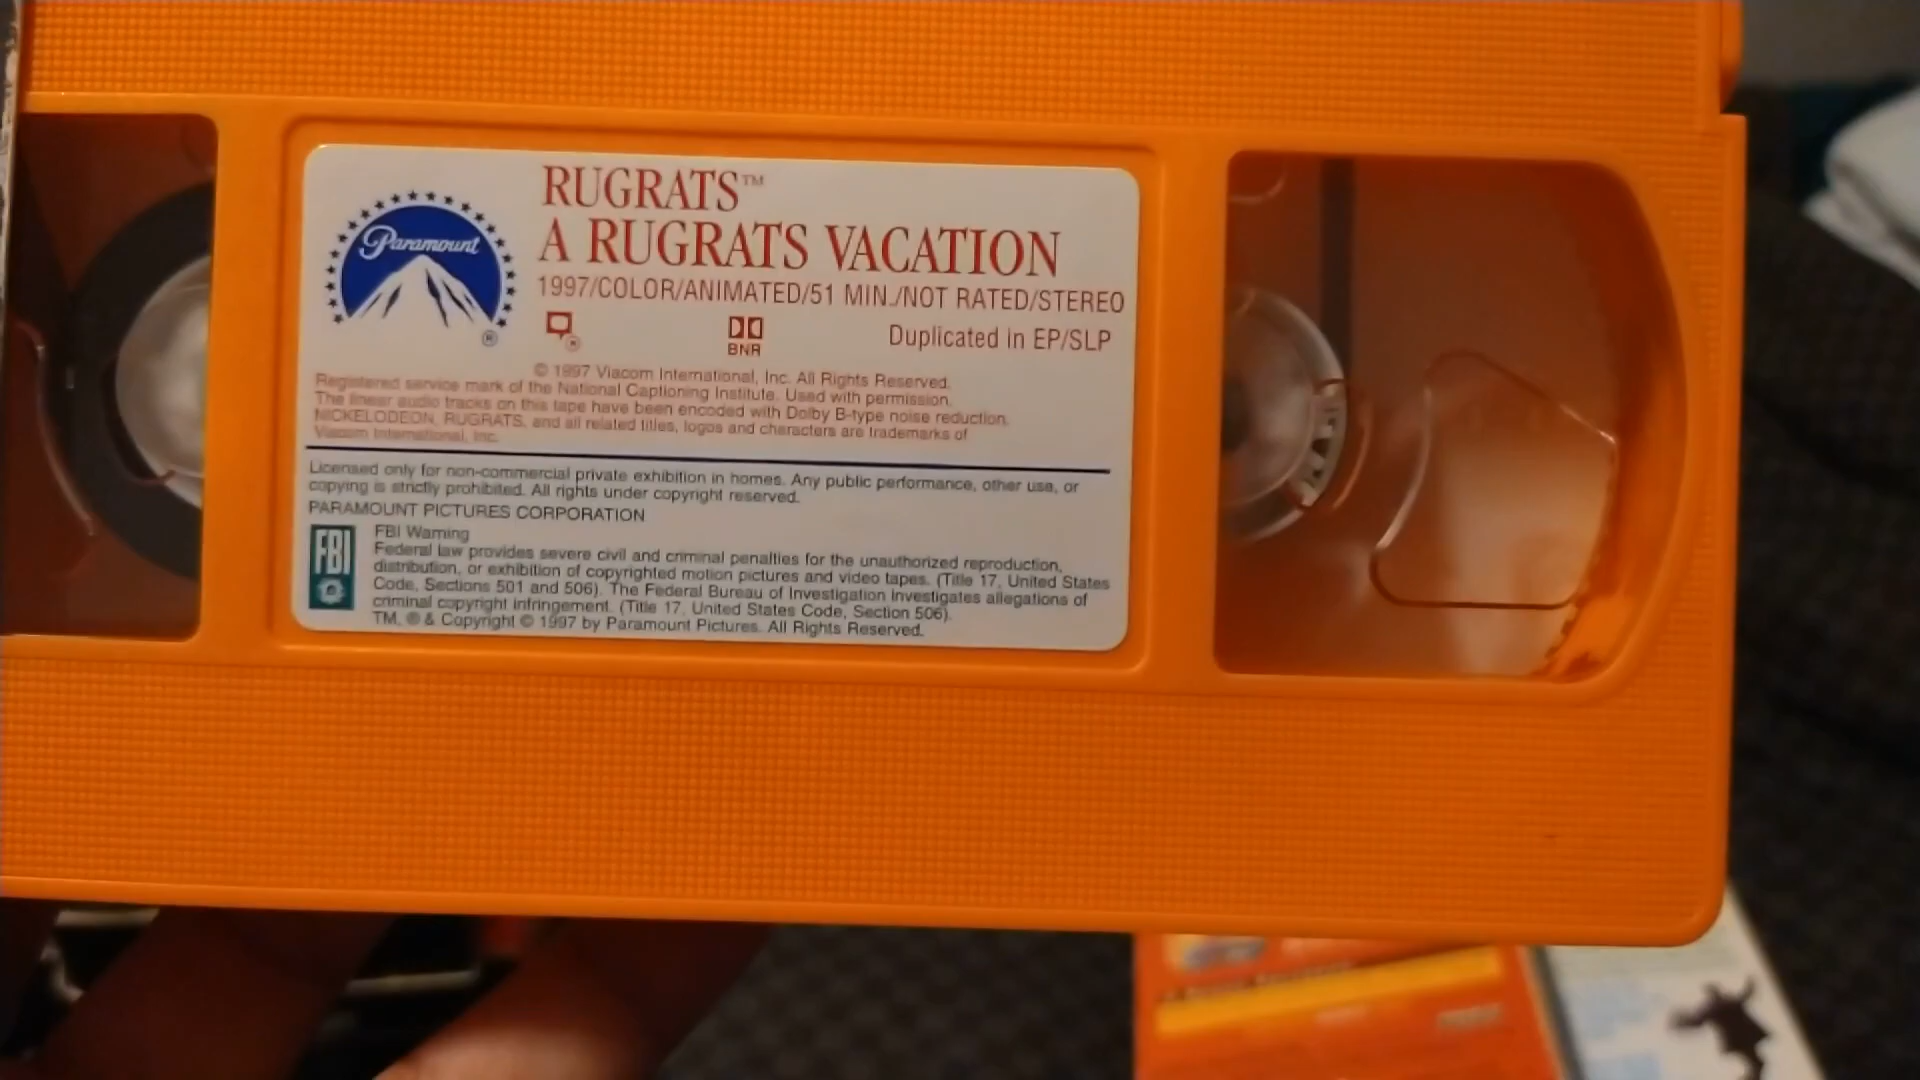 Paramount
®
RUGRATS™
A RUGRATS VACATION
1997/COLOR/ANIMATED/51 MIN./NOT RATED/STEREO
®
BNR
Duplicated in EP/SLP
© 1997 Viacom International, Inc. All Rights Reserved.
Registered service mark of the National Captioning Institute. Used with permission.
The linear audio tracks on this tape have been encoded with Dolby B-type noise reduction.
NICKELODEON, RUGRATS, and all related titles, logos and characters are trademarks of
Viacom International, Inc.
Licensed only for non-commercial private exhibition in homes. Any public performance, other use, or
copying is strictly prohibited. All rights under copyright reserved.
PARAMOUNT PICTURES CORPORATION
FBI
FBI Warning
Federal law provides severe civil and criminal penalties for the unauthorized reproduction,
distribution, or exhibition of copyrighted motion pictures and video tapes. (Title 17, United States
Code, Sections 501 and 506). The Federal Bureau of Investigation investigates allegations of
criminal copyright infringement. (Title 17, United States Code, Section 506).
TM, ® & Copyright © 1997 by Paramount Pictures. All Rights Reserved.